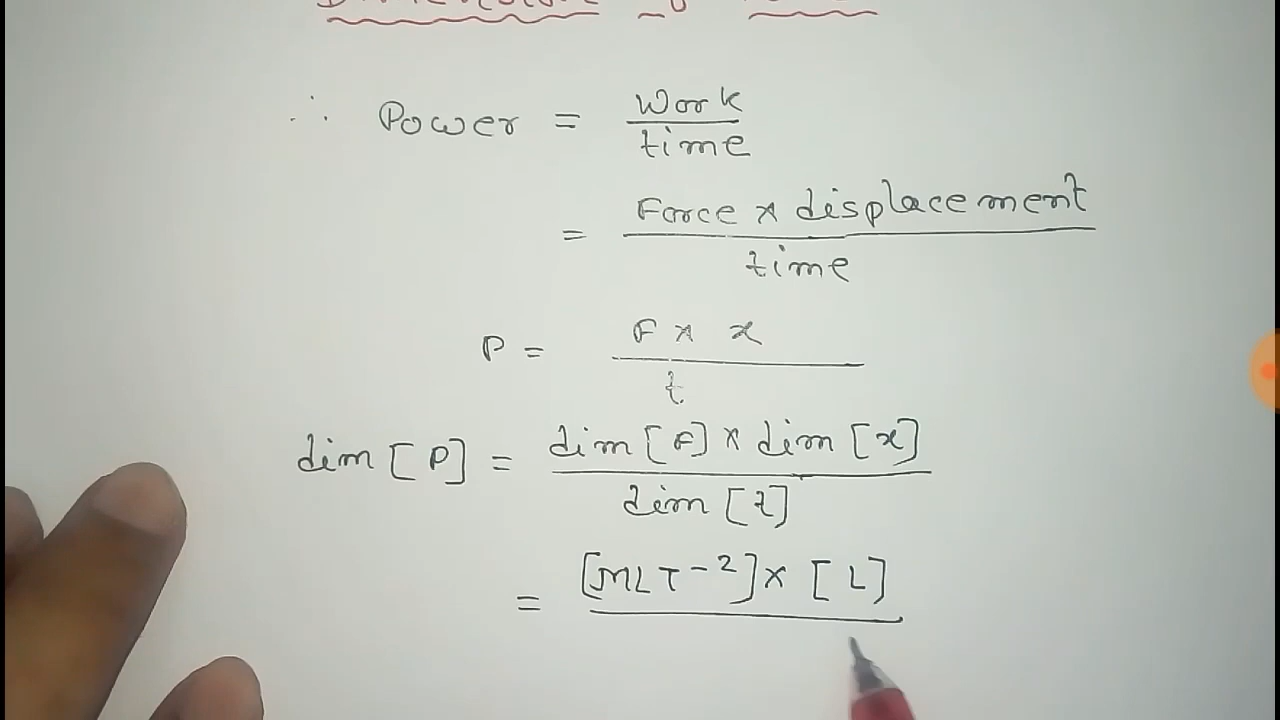 ∴ Power = Work / time
= Force × displacement / time
P = F × x / t
dim [P] = dim [F] × dim [x] / dim [t]
= [MLT-2] × [L]